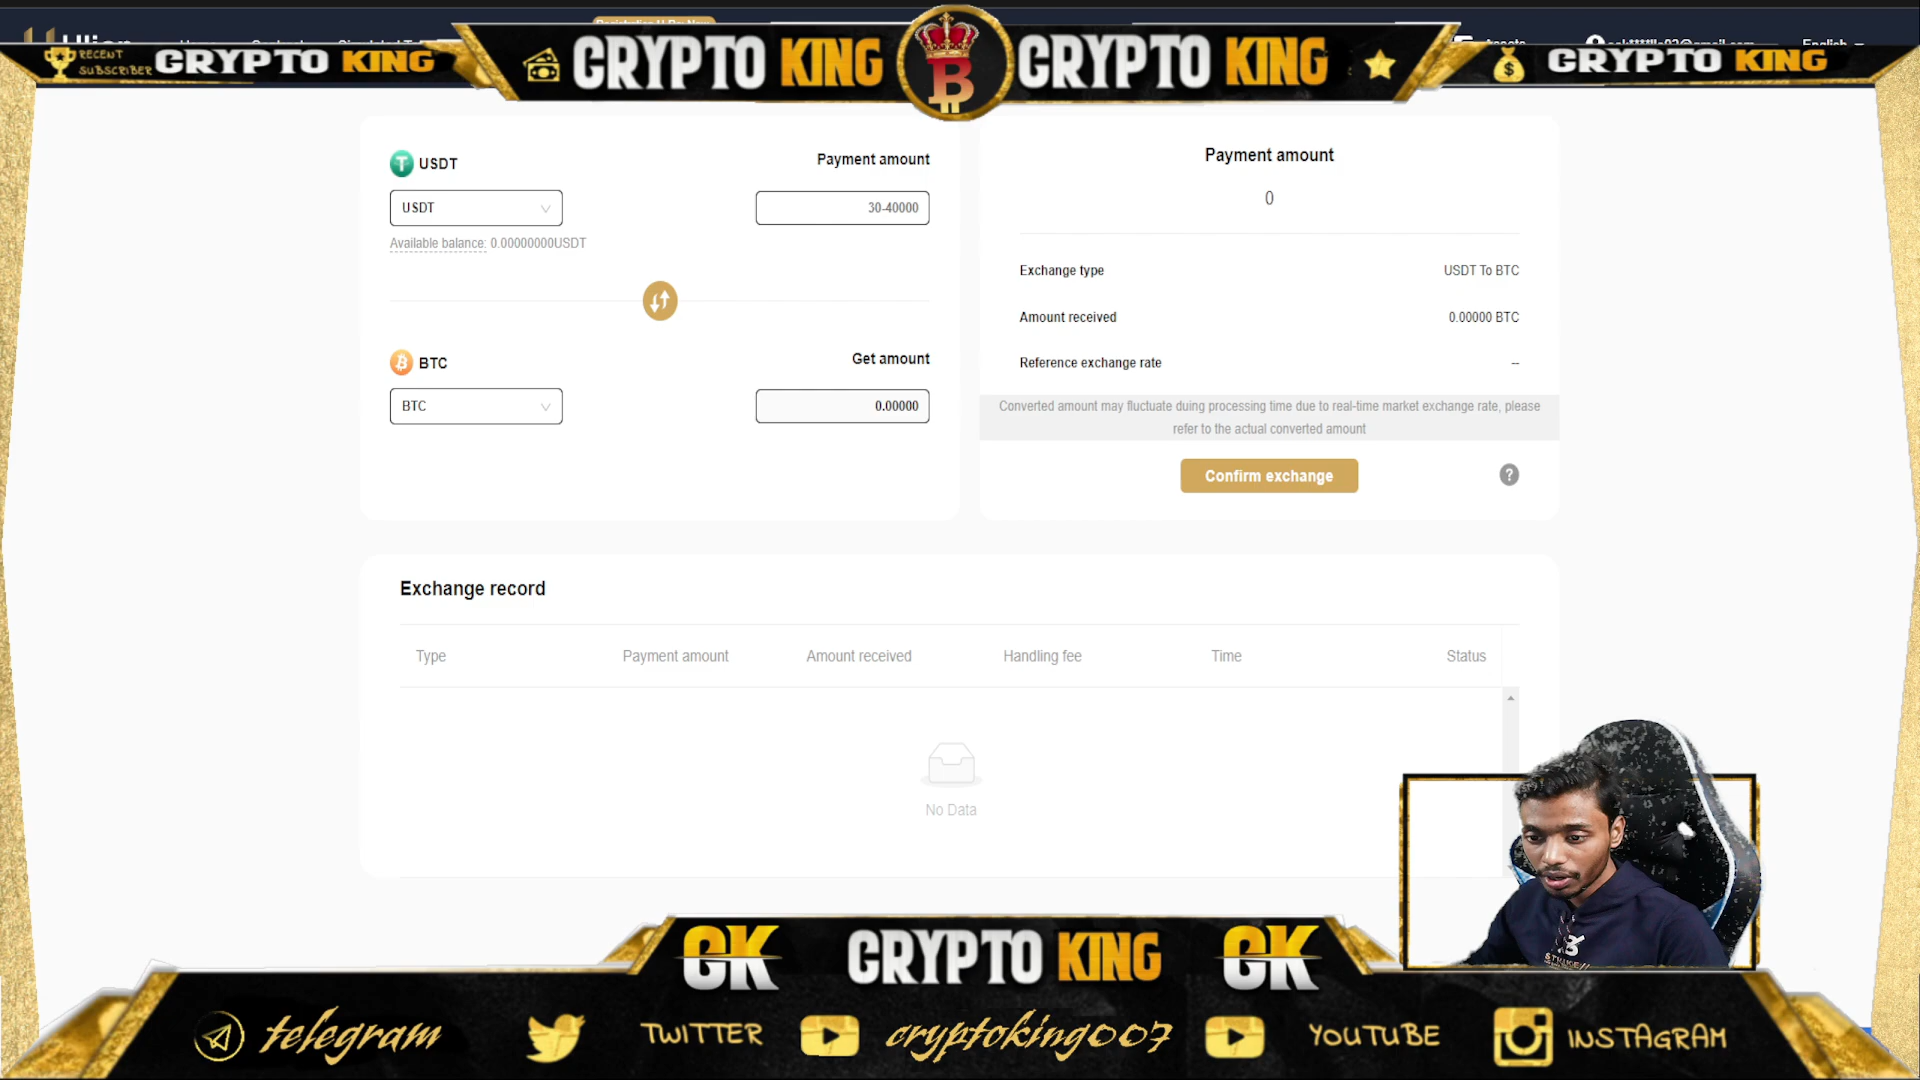 RECENT
SUBSCRIBER
CRYPTO KING
CRYPTO KING
B
CRYPTO KING
$
CRYPTO KING
English
USDT
Payment amount
USDT
30-40000
Available balance: 0.00000000USDT
BTC
Get amount
BTC
0.00000
Payment amount
0
Exchange type
USDT To BTC
Amount received
0.00000 BTC
Reference exchange rate
--
Converted amount may fluctuate duing processing time due to real-time market exchange rate, please
refer to the actual converted amount
Confirm exchange
?
Exchange record
Type
Payment amount
Amount received
Handling fee
Time
Status
No Data
CK
CRYPTO KING
CK
telegram
TWITTER
cryptoking007
YOUTUBE
INSTAGRAM